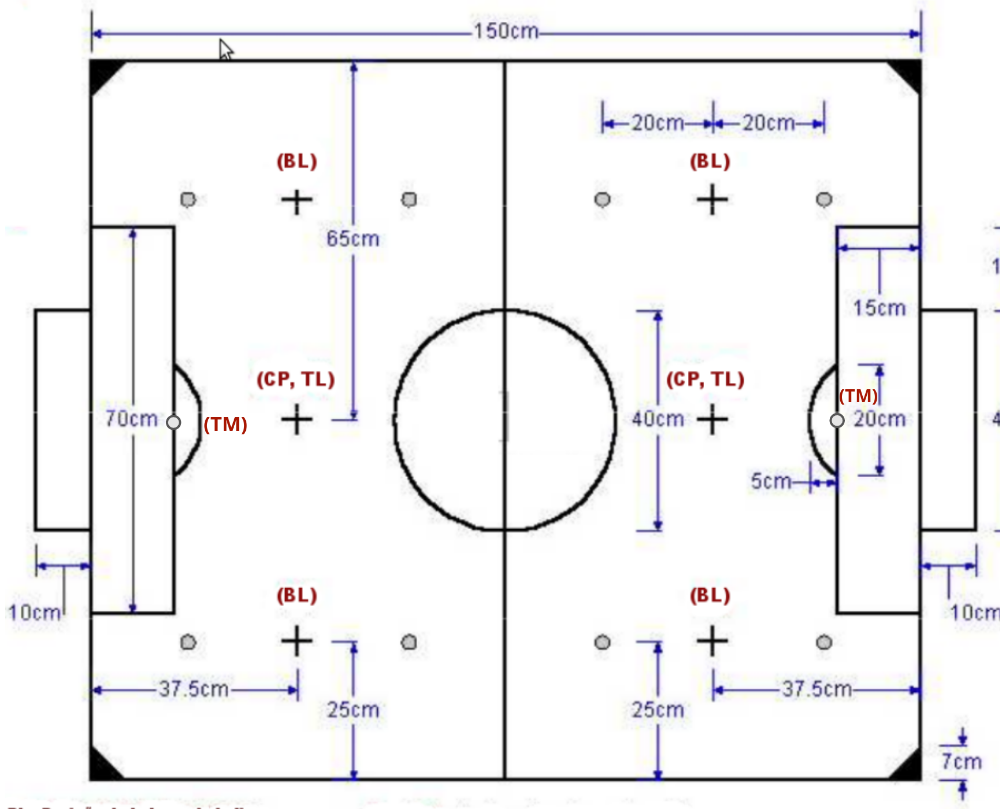 150cm
20cm 20cm
(BL) (BL)
65cm
15cm
(CP, TL) (CP, TL)
(TM)
70cm (TM) 40cm 20cm
5cm
(BL) (BL)
10cm 10cm
37.5cm 37.5cm
25cm 25cm
7cm